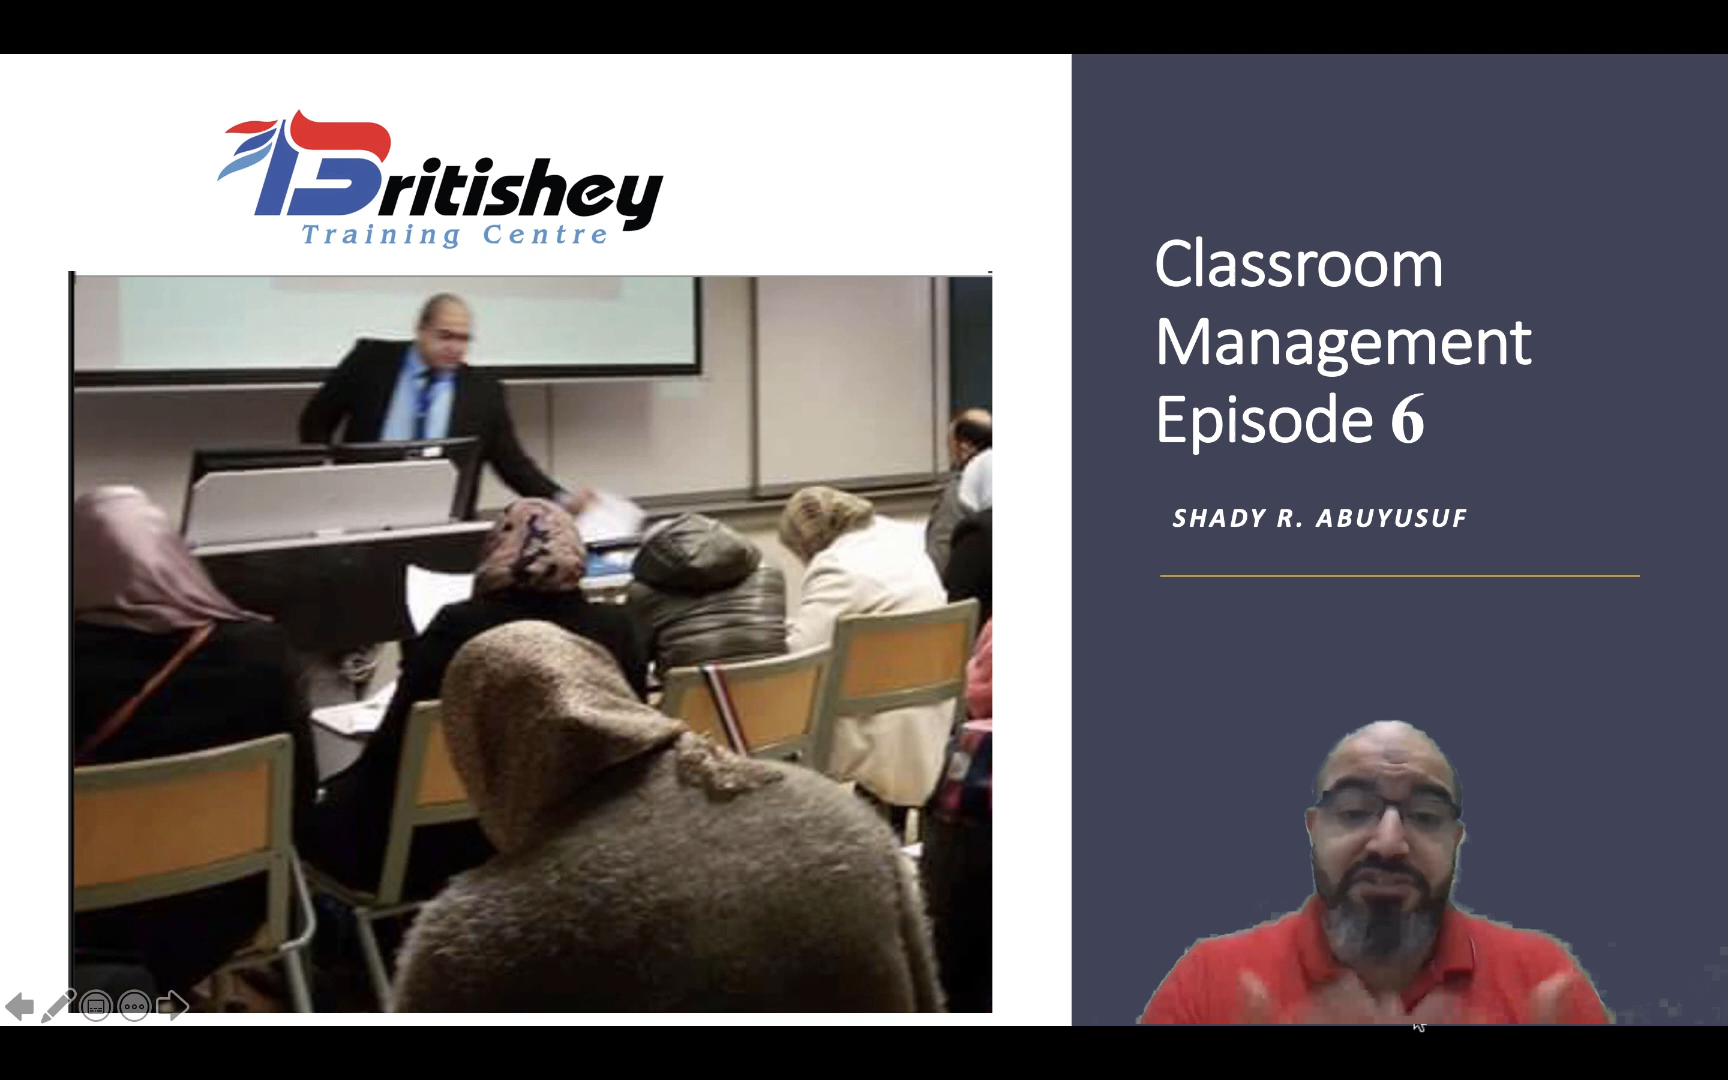 Britishey
Training Centre
Classroom
Management
Episode 6
SHADY R. ABUYUSUF